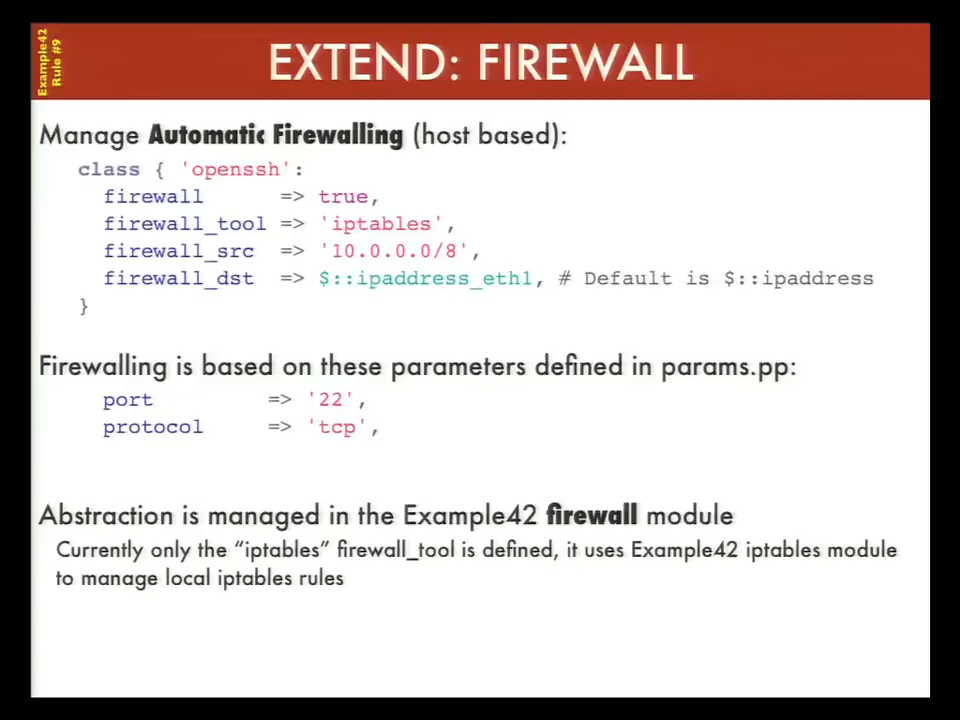 Example42
Rule #9
EXTEND: FIREWALL
Manage Automatic Firewalling (host based):
class { 'openssh':
  firewall      => true,
  firewall_tool => 'iptables',
  firewall_src  => '10.0.0.0/8',
  firewall_dst  => $::ipaddress_eth1, # Default is $::ipaddress
}
Firewalling is based on these parameters defined in params.pp:
  port         => '22',
  protocol     => 'tcp',
Abstraction is managed in the Example42 firewall module
Currently only the “iptables” firewall_tool is defined, it uses Example42 iptables module
to manage local iptables rules